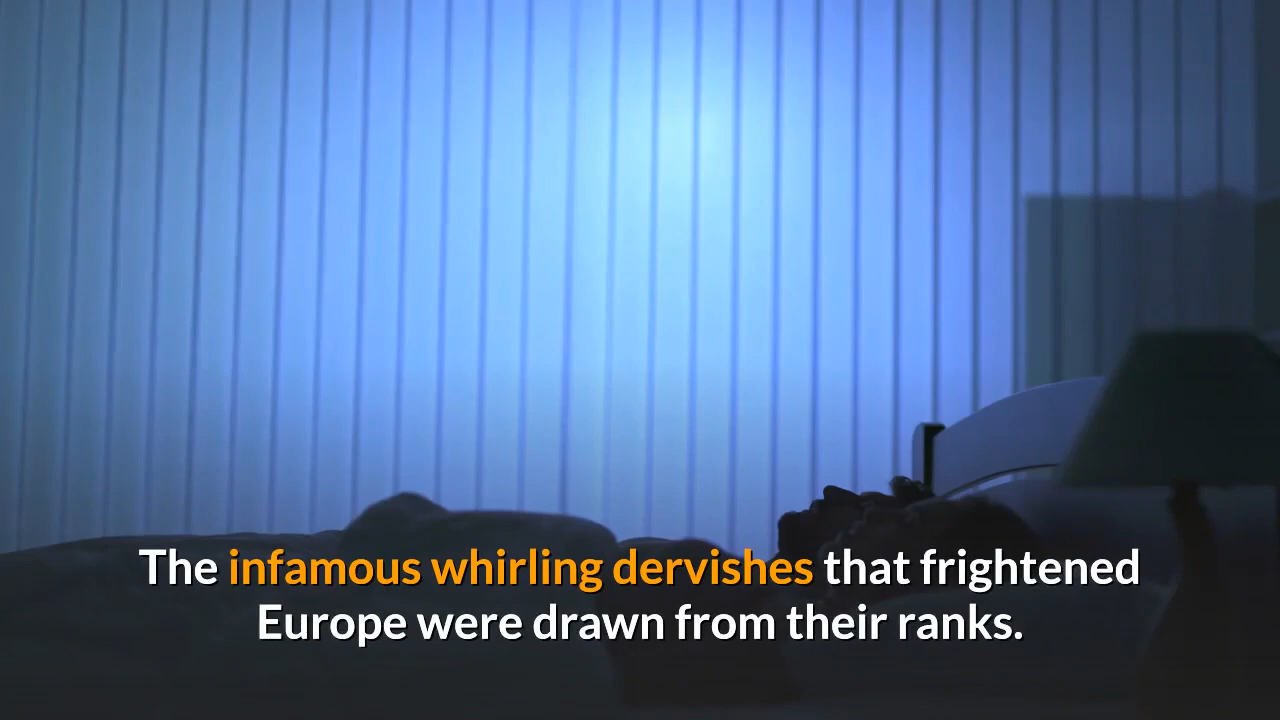 The infamous whirling dervishes that frightened
Europe were drawn from their ranks.